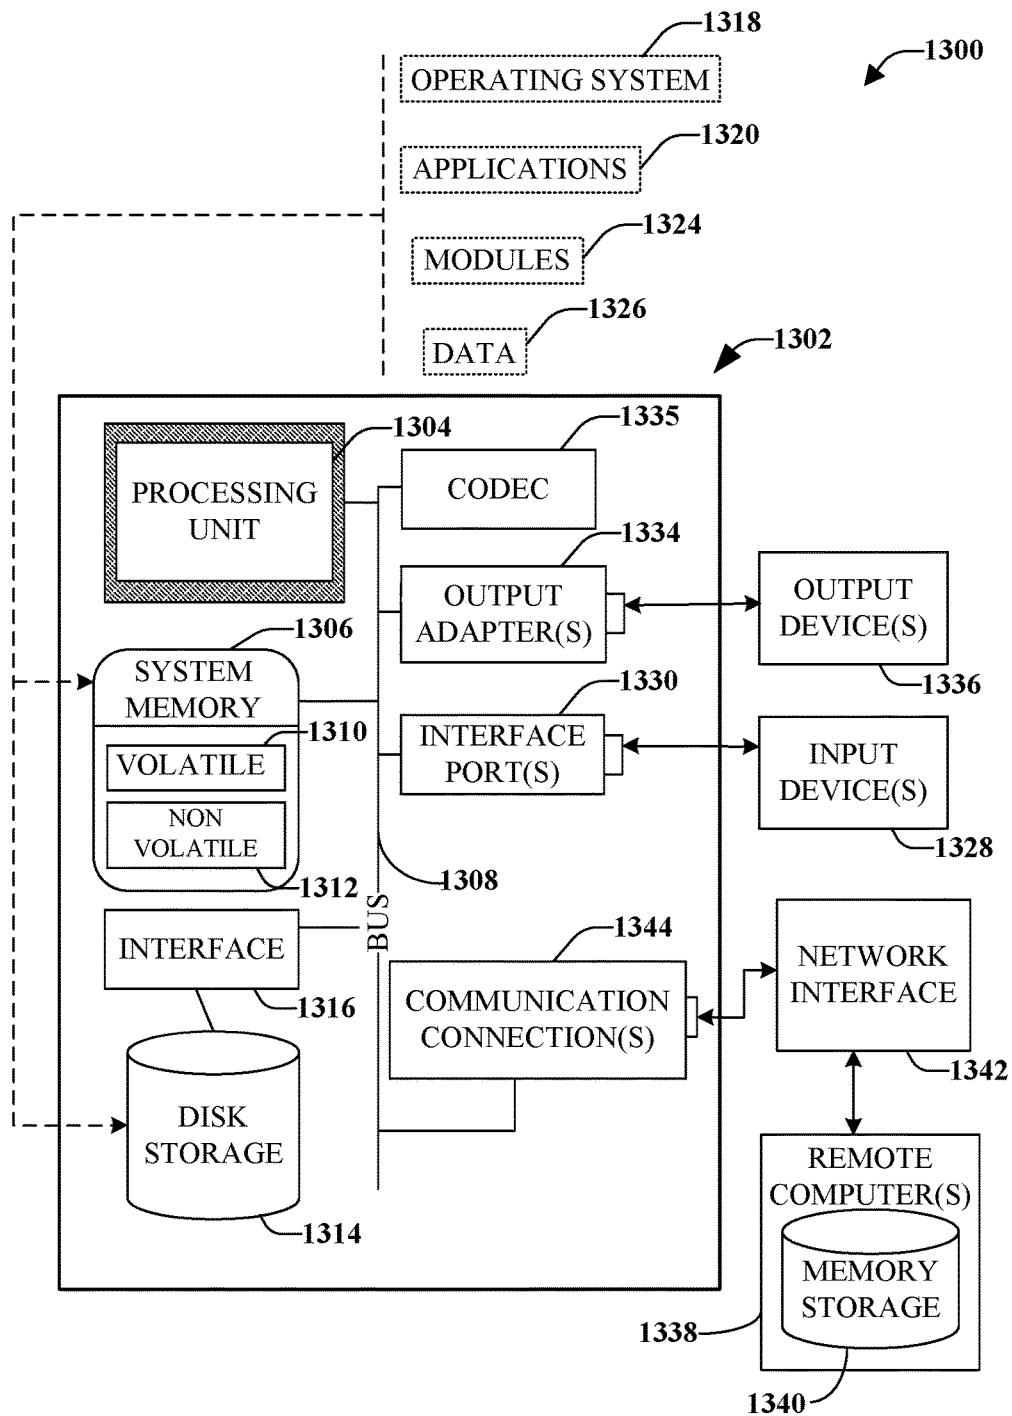 1318
1300
OPERATING SYSTEM
1320
APPLICATIONS
1324
MODULES
1326
DATA
1302
1304
PROCESSING
UNIT
1335
CODEC
1334
OUTPUT
ADAPTER(S)
OUTPUT
DEVICE(S)
1336
1306
SYSTEM
MEMORY
1310
VOLATILE
NON
VOLATILE
1312
1330
INTERFACE
PORT(S)
INPUT
DEVICE(S)
1328
1308
BUS
INTERFACE
1316
1344
COMMUNICATION
CONNECTION(S)
NETWORK
INTERFACE
1342
DISK
STORAGE
1314
REMOTE
COMPUTER(S)
MEMORY
STORAGE
1338
1340